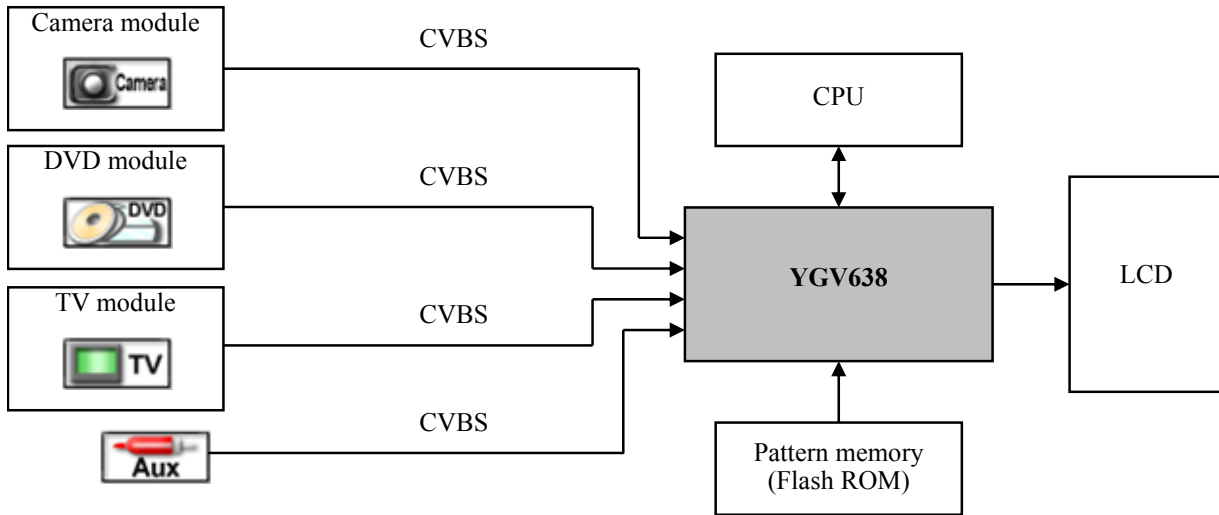 Camera module
Camera
CVBS
CPU
DVD module
DVD
CVBS
YGV638
LCD
TV module
TV
CVBS
Aux
CVBS
Pattern memory
(Flash ROM)